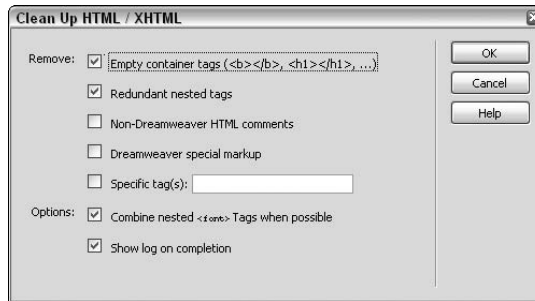 Clean Up HTML / XHTML
Remove:
Empty container tags (<b></b>, <h1></h1>, ...)
Redundant nested tags
Non-Dreamweaver HTML comments
Dreamweaver special markup
Specific tag(s):
Options:
Combine nested <font> Tags when possible
Show log on completion
OK
Cancel
Help